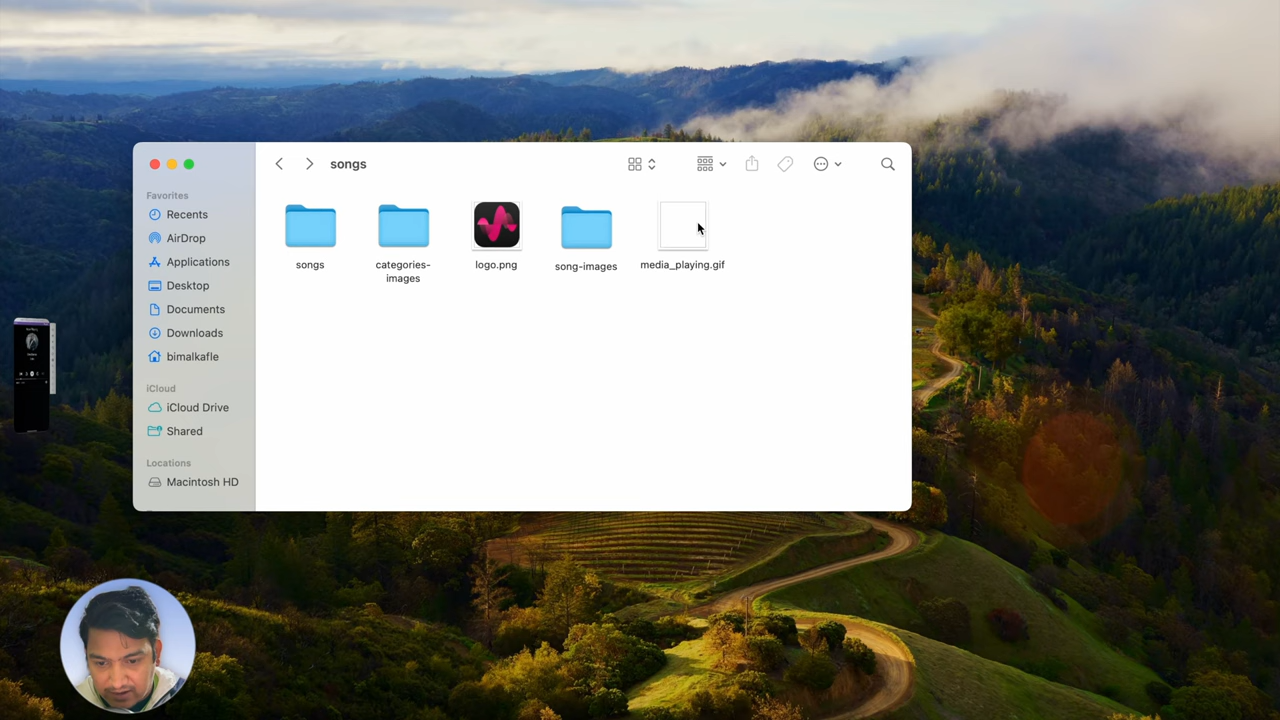 songs
Favorites
Recents
AirDrop
Applications
Desktop
Documents
Downloads
bimalkafle
iCloud
iCloud Drive
Shared
Locations
Macintosh HD
songs
categories-
images
logo.png
song-images
media_playing.gif